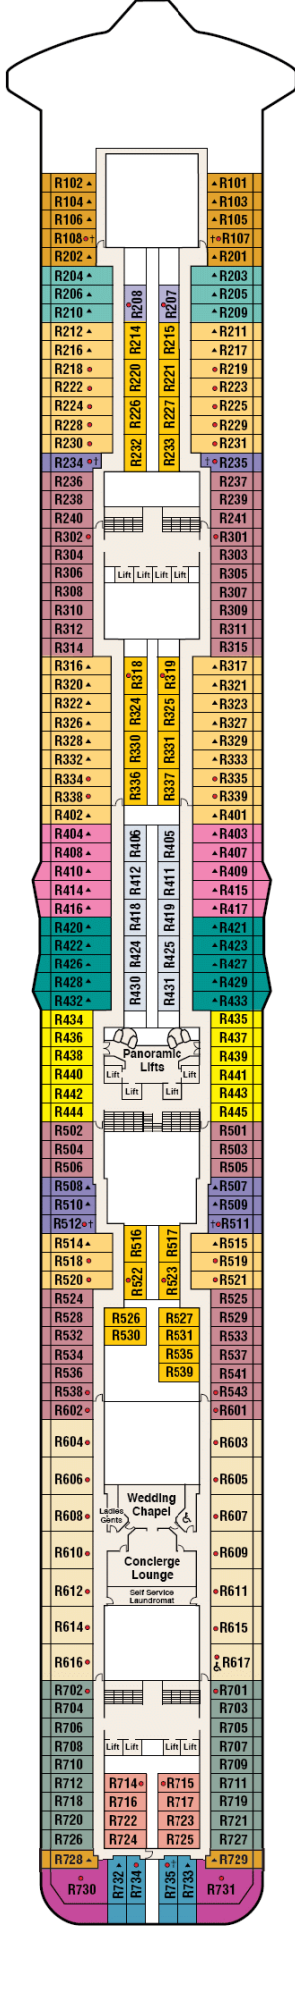 R102 R101
R104 R103
R106 R105
R108 † † R107
R202 R201
R204 R203
R206 R208 R207 R205
R210 R209
R212 R214 R215 R211
R216 R217
R218 R220 R221 R219
R222 R223
R224 R226 R227 R225
R228 R229
R230 R232 R233 R231
R234 † † R235
R236 R237
R238 R239
R240 R241
R302 R301
R304 R303
R306 Lift Lift Lift Lift R305
R308 R307
R310 R309
R312 R311
R314 R315
R316 R318 R319 R317
R320 R321
R322 R324 R325 R323
R326 R327
R328 R330 R331 R329
R332 R333
R334 R336 R337 R335
R338 R339
R402 R401
R404 R406 R405 R403
R408 R407
R410 R412 R411 R409
R414 R415
R416 R418 R419 R417
R420 R421
R422 R424 R425 R423
R426 R427
R428 R430 R431 R429
R432 R433
R434 R435
R436 R437
R438 Panoramic Lifts R439
R440 Lift Lift R441
R442 Lift Lift R443
R444 R445
R502 R501
R504 R503
R506 R505
R508 R507
R510 R509
R512 † † R511
R514 R516 R517 R515
R518 R519
R520 R522 R523 R521
R524 R525
R528 R526 R527 R529
R532 R530 R531 R533
R534 R535 R537
R536 R539 R541
R538 R543
R602 R601
R604 R603
R606 R605
Wedding
Chapel
R608 Ladies Gents R607
R610 R609
Concierge
Lounge
R612 Self Service Laundromat R611
R614 R615
R616 R617
R702 R701
R704 R703
R706 R705
R708 Lift Lift Lift Lift R707
R710 R709
R712 R714 R715 R711
R718 R716 R717 R719
R720 R722 R723 R721
R726 R724 R725 R727
R728 R729
R730 R732 R734 R735 † R733 R731